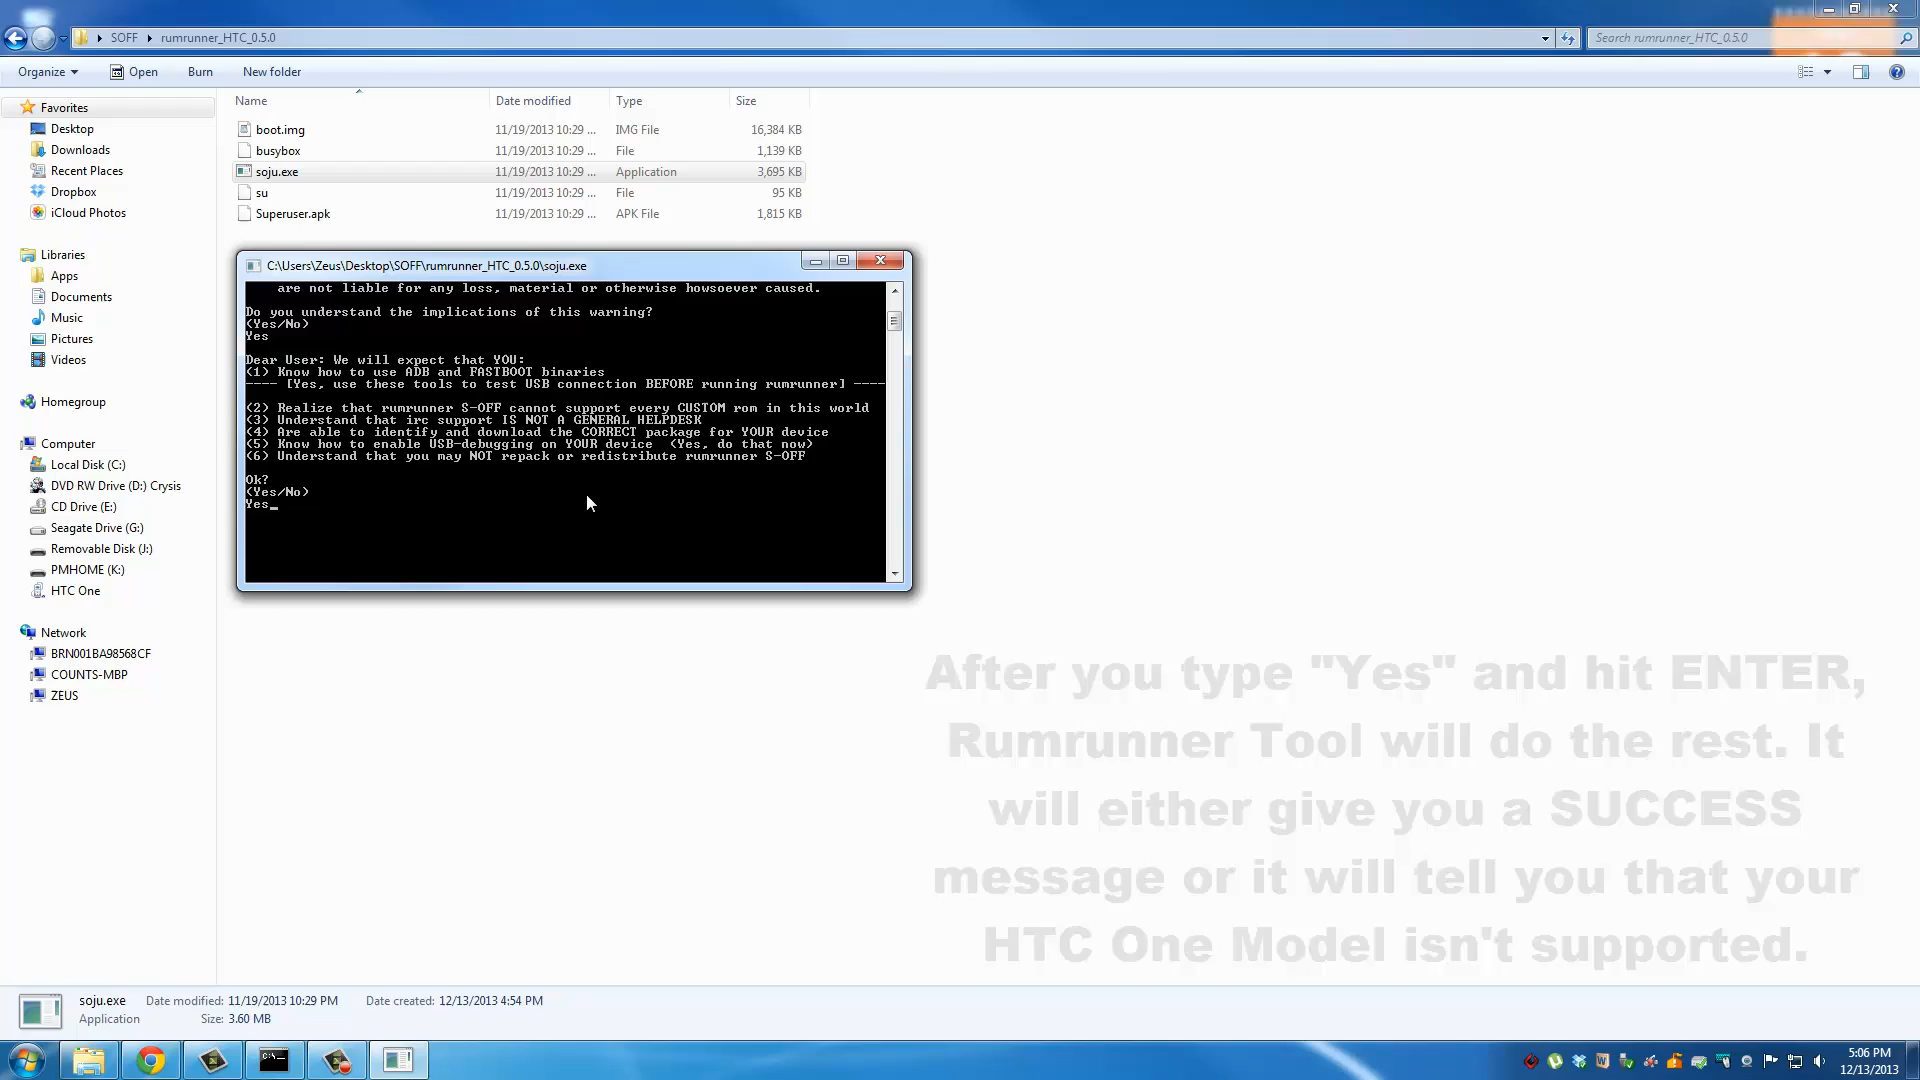 SOFF rumrunner_HTC_0.5.0
Search rumrunner_HTC_0.5.0
Organize Open Burn New folder
Favorites
Desktop
Downloads
Recent Places
Dropbox
iCloud Photos
Libraries
Apps
Documents
Music
Pictures
Videos
Homegroup
Computer
Local Disk (C:)
DVD RW Drive (D:) Crysis
CD Drive (E:)
Seagate Drive (G:)
Removable Disk (J:)
PMHOME (K:)
HTC One
Network
BRN001BA98568CF
COUNTS-MBP
ZEUS
Name Date modified Type Size
boot.img 11/19/2013 10:29 ... IMG File 16,384 KB
busybox 11/19/2013 10:29 ... File 1,139 KB
soju.exe 11/19/2013 10:29 ... Application 3,695 KB
su 11/19/2013 10:29 ... File 95 KB
Superuser.apk 11/19/2013 10:29 ... APK File 1,815 KB
C:\Users\Zeus\Desktop\SOFF\rumrunner_HTC_0.5.0\soju.exe
are not liable for any loss, material or otherwise howsoever caused.
Do you understand the implications of this warning?
(Yes/No)
Yes
Dear User: We will expect that YOU:
(1) Know how to use ADB and FASTBOOT binaries
---- [Yes, use these tools to test USB connection BEFORE running rumrunner] ----
(2) Realize that rumrunner S-OFF cannot support every CUSTOM rom in this world
(3) Understand that irc support IS NOT A GENERAL HELPDESK
(4) Are able to identify and download the CORRECT package for YOUR device
(5) Know how to enable USB-debugging on YOUR device (Yes, do that now)
(6) Understand that you may NOT repack or redistribute rumrunner S-OFF
Ok?
(Yes/No)
Yes_
After you type "Yes" and hit ENTER,
Rumrunner Tool will do the rest. It
will either give you a SUCCESS
message or it will tell you that your
HTC One Model isn't supported.
soju.exe Date modified: 11/19/2013 10:29 PM Date created: 12/13/2013 4:54 PM
Application Size: 3.60 MB
5:06 PM
12/13/2013